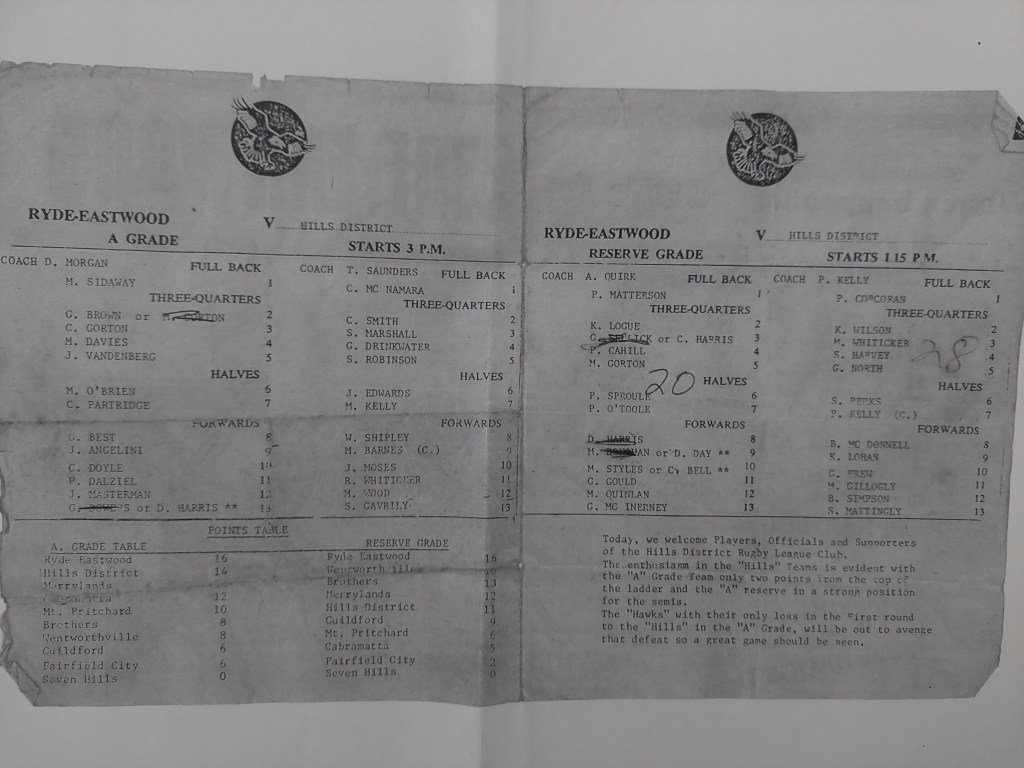 RYDE-EASTWOOD V HILLS DISTRICT
A GRADE STARTS 3 P.M.
COACH D. MORGAN FULL BACK COACH T. SAUNDERS FULL BACK
M. SIDAWAY 1 C. MC NAMARA 1
THREE-QUARTERS THREE-QUARTERS
G. BROWN or M. GORTON 2 C. SMITH 2
C. GORTON 3 S. MARSHALL 3
M. DAVIES 4 G. DRINKWATER 4
J. VANDENBERG 5 S. ROBINSON 5
HALVES HALVES
M. O'BRIEN 6 J. EDWARDS 6
C. PARTRIDGE 7 M. KELLY 7
FORWARDS FORWARDS
G. BEST 8 W. SHIPLEY 8
J. ANGELINI 9 M. BARNES (C.) 9
C. DOYLE 10 J. MOSES 10
P. DALZIEL 11 R. WHITICKER 11
J. MASTERMAN 12 M. WOOD 12
G. BOWERS or D. HARRIS ** 13 S. GAVRILY 13
POINTS TABLE
A. GRADE TABLE RESERVE GRADE
Ryde Eastwood 16 Ryde Eastwood 16
Hills District 14 Wentworthville
Merrylands Brothers 13
12 Merrylands 12
Mt. Pritchard 10 Hills District 11
Brothers 8 Guildford 9
Wentworthville 8 Mt. Pritchard 6
Guildford 6 Cabramatta 5
Fairfield City 6 Fairfield City 2
Seven Hills 0 Seven Hills 0
RYDE-EASTWOOD V HILLS DISTRICT
RESERVE GRADE STARTS 1.15 P.M.
COACH A. QUIRK FULL BACK COACH P. KELLY FULL BACK
P. MATTERSON 1 P. CORCORAN 1
THREE-QUARTERS THREE-QUARTERS
K. LOGUE 2 K. WILSON 2
or C. HARRIS 3 M. WHITICKER 3
P. CAHILL 4 S. HARVEY 4
M. GORTON 5 G. NORTH 5
20 28
HALVES HALVES
P. SPROULE 6 S. PERKS 6
P. O'TOOLE 7 P. KELLY (C.) 7
FORWARDS FORWARDS
D. HARRIS 8 B. MC DONNELL 8
M. or D. DAY ** 9 K. LOHAN 9
M. STYLES or C. BELL ** 10 G. FREW 10
G. GOULD 11 M. GILLOGLY 11
M. QUINLAN 12 B. SIMPSON 12
G. MC INERNEY 13 S. MATTINGLY 13
Today, we welcome Players, Officials and Supporters
of the Hills District Rugby League Club.
The enthusiasm in the "Hills" Teams is evident with
the "A" Grade Team only two points from the top of
the ladder and the "A" reserve in a strong position
for the semis.
The "Hawks" with their only loss in the first round
to the "Hills" in the "A" Grade, will be out to avenge
that defeat so a great game should be seen.